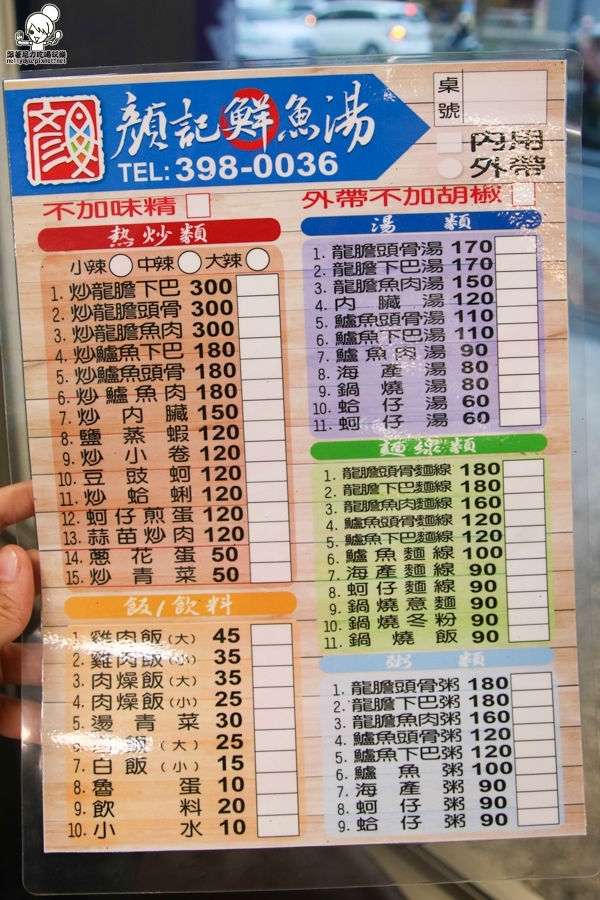 跟著尼力吃喝玩樂
顏
顏記鮮魚湯
TEL: 398-0036
桌號
內用
外帶
不加味精
外帶不加胡椒
熱炒類
小辣 中辣 大辣
1. 炒龍膽下巴 300
2. 炒龍膽頭骨 300
3. 炒龍膽魚肉 300
4. 炒鱸魚下巴 180
5. 炒鱸魚頭骨 180
6. 炒鱸魚肉 180
7. 炒內臟 150
8. 鹽蒸蝦 120
9. 炒小卷 120
10. 豆豉蚵 120
11. 炒蛤蜊 120
12. 蚵仔煎蛋 120
13. 蒜苗炒肉 120
14. 蔥花蛋 50
15. 炒青菜 50
飯/飲料
1. 雞肉飯(大) 45
2. 雞肉飯(小) 35
3. 肉燥飯(大) 35
4. 肉燥飯(小) 25
5. 湯青菜 30
6. 白飯(大) 25
7. 白飯(小) 15
8. 魯蛋 10
9. 飲料 20
10. 小水 10
湯類
1. 龍膽頭骨湯 170
2. 龍膽下巴湯 170
3. 龍膽魚肉湯 150
4. 內臟湯 120
5. 鱸魚頭骨湯 110
6. 鱸魚下巴湯 110
7. 鱸魚肉湯 90
8. 海產湯 80
9. 鍋燒湯 80
10. 蛤仔湯 60
11. 蚵仔湯 60
麵線類
1. 龍膽頭骨麵線 180
2. 龍膽下巴麵線 180
3. 龍膽魚肉麵線 160
4. 鱸魚頭骨麵線 120
5. 鱸魚下巴麵線 120
6. 鱸魚麵線 100
7. 海產麵線 90
8. 蚵仔麵線 90
9. 鍋燒意麵 90
10. 鍋燒冬粉 90
11. 鍋燒飯 90
粥類
1. 龍膽頭骨粥 180
2. 龍膽下巴粥 180
3. 龍膽魚肉粥 160
4. 鱸魚頭骨粥 120
5. 鱸魚下巴粥 120
6. 鱸魚粥 100
7. 海產粥 90
8. 蚵仔粥 90
9. 蛤仔粥 90